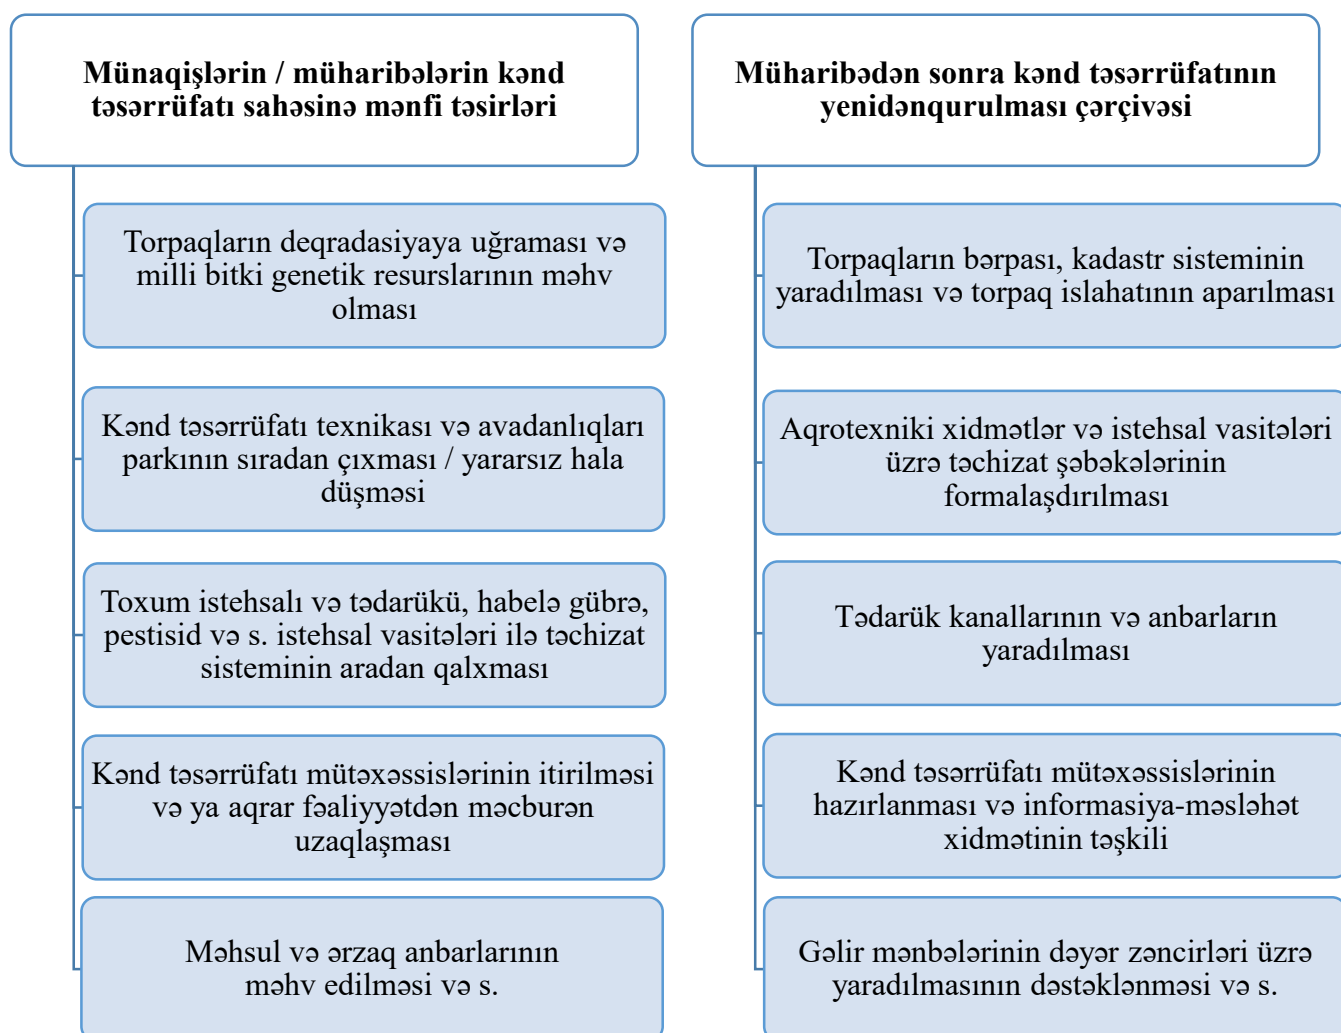 Münaqişlərin / müharibələrin kənd
təsərrüfatı sahəsinə mənfi təsirləri
Torpaqların deqradasiyaya uğraması və
milli bitki genetik resurslarının məhv
olması
Kənd təsərrüfatı texnikası və avadanlıqları
parkının sıradan çıxması / yararsız hala
düşməsi
Toxum istehsalı və tədarükü, habelə gübrə,
pestisid və s. istehsal vasitələri ilə təchizat
sisteminin aradan qalxması
Kənd təsərrüfatı mütəxəssislərinin itirilməsi
və ya aqrar fəaliyyətdən məcburən
uzaqlaşması
Məhsul və ərzaq anbarlarının
məhv edilməsi və s.
Müharibədən sonra kənd təsərrüfatının
yenidənqurulması çərçivəsi
Torpaqların bərpası, kadastr sisteminin
yaradılması və torpaq islahatının aparılması
Aqrotexniki xidmətlər və istehsal vasitələri
üzrə təchizat şəbəkələrinin
formalaşdırılması
Tədarük kanallarının və anbarların
yaradılması
Kənd təsərrüfatı mütəxəssislərinin
hazırlanması və informasiya-məsləhət
xidmətinin təşkili
Gəlir mənbələrinin dəyər zəncirləri üzrə
yaradılmasının dəstəklənməsi və s.